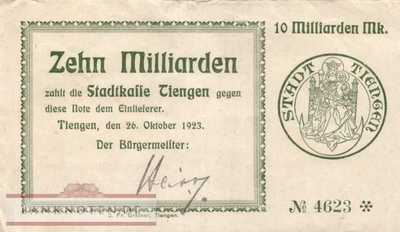 10 Milliarden Mk.
Zehn Milliarden
zahlt die Stadtkasse Tiengen gegen
diese Note dem Einlieferer.
Tiengen, den 26. Oktober 1923.
Der Bürgermeister:
STADT TIENGEN
№ 4623 ✻